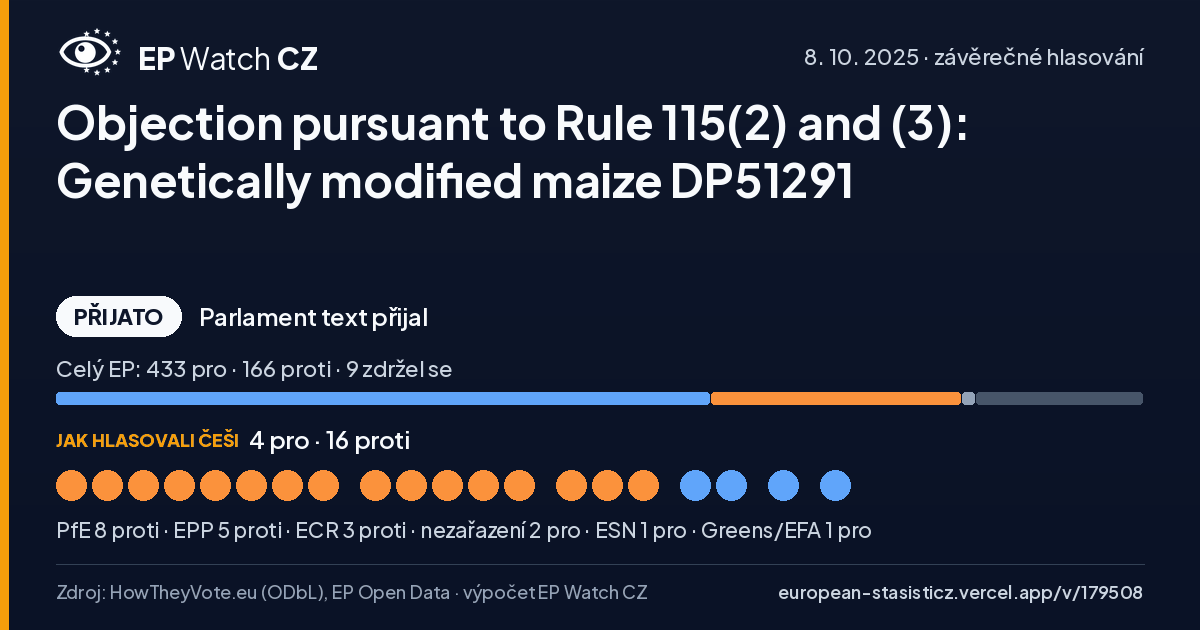 EP Watch CZ
8. 10. 2025 · závěrečné hlasování
Objection pursuant to Rule 115(2) and (3):
Genetically modified maize DP51291
PŘIJATO Parlament text přijal
Celý EP: 433 pro · 166 proti · 9 zdržel se
JAK HLASOVALI ČEŠI 4 pro · 16 proti
PfE 8 proti · EPP 5 proti · ECR 3 proti · nezařazení 2 pro · ESN 1 pro · Greens/EFA 1 pro
Zdroj: HowTheyVote.eu (ODbL), EP Open Data · výpočet EP Watch CZ
european-stasisticz.vercel.app/v/179508